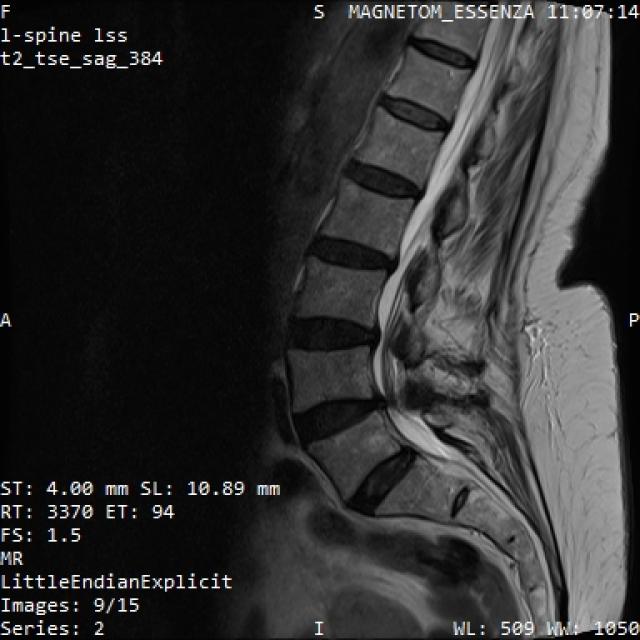 F
S MAGNETOM_ESSENZA 11:07:14
l-spine lss
t2_tse_sag_384
A
P
ST: 4.00 mm SL: 10.89 mm
RT: 3370 ET: 94
FS: 1.5
MR
LittleEndianExplicit
Images: 9/15
Series: 2
I
WL: 509 WW: 1050